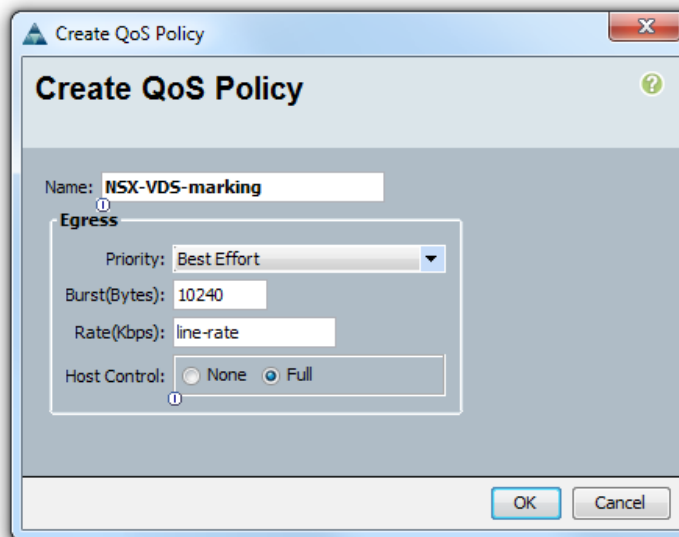 Create QoS Policy
Create QoS Policy
Name: NSX-VDS-marking
Egress
Priority: Best Effort
Burst(Bytes): 10240
Rate(Kbps): line-rate
Host Control: None Full
OK Cancel